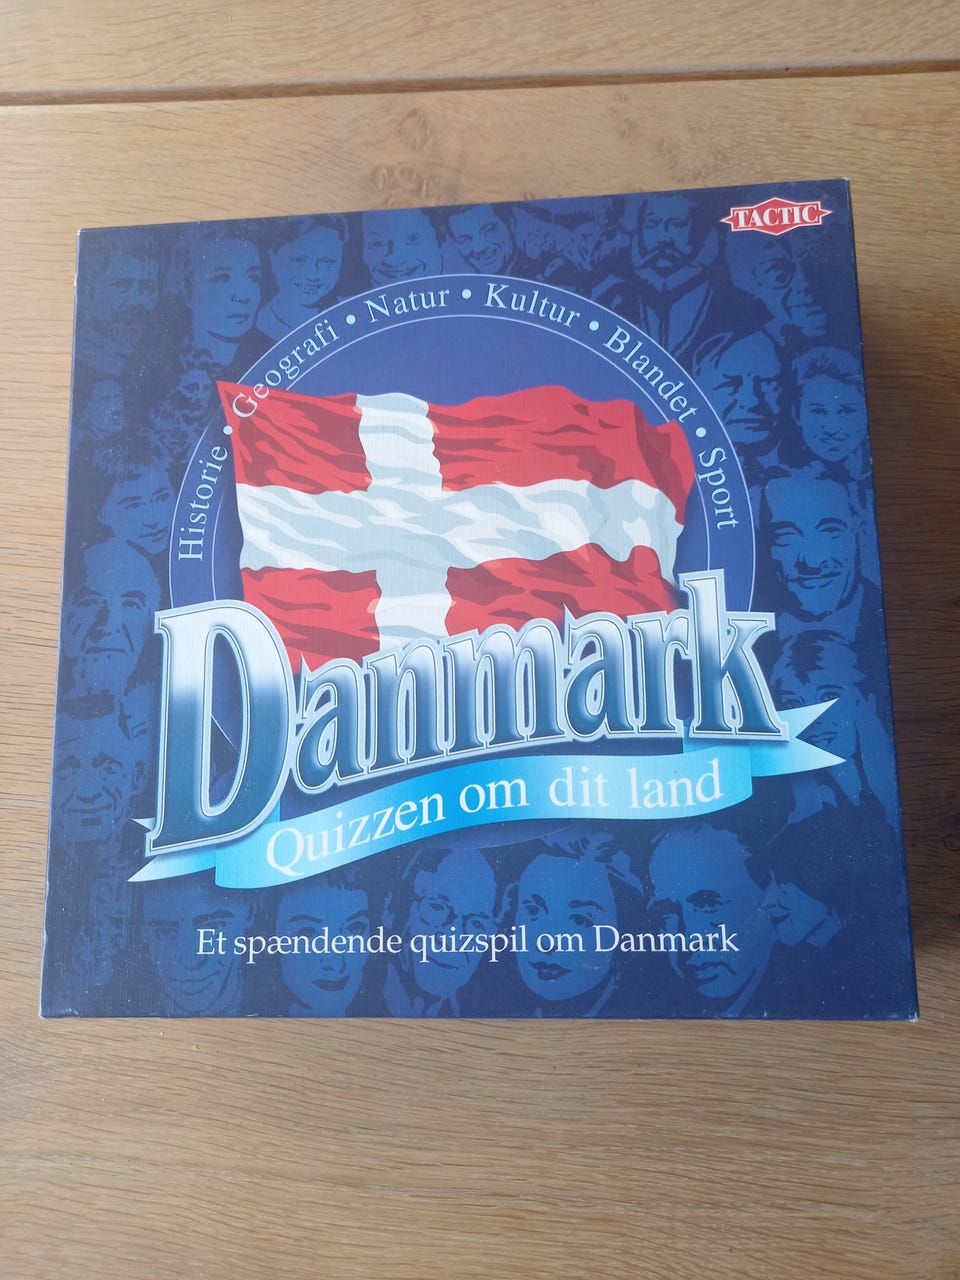 TACTIC
Historie • Geografi • Natur • Kultur • Blandet • Sport
Danmark
Quizzen om dit land
Et spændende quizspil om Danmark